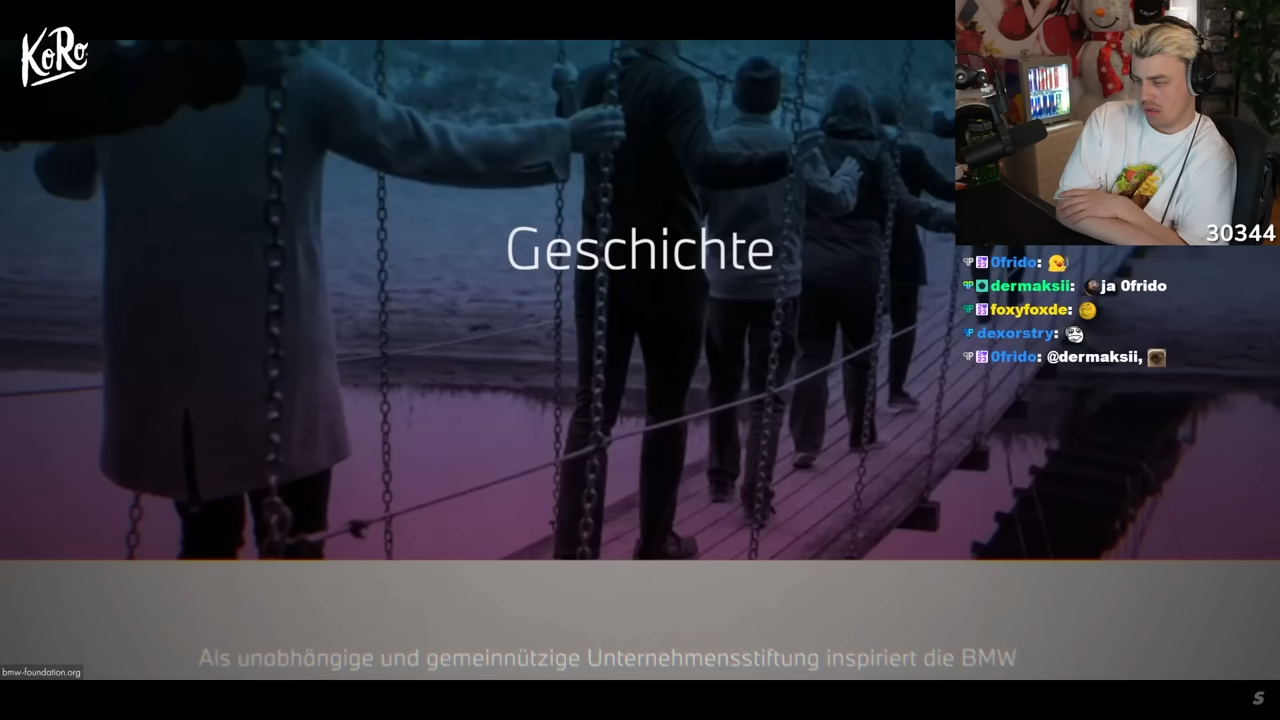 KoRo
Geschichte
30344
0frido:
dermaksii: ja 0frido
foxyfoxde:
dexorstry:
0frido: @dermaksii,
Als unabhängige und gemeinnützige Unternehmensstiftung inspiriert die BMW
bmw-foundation.org
S